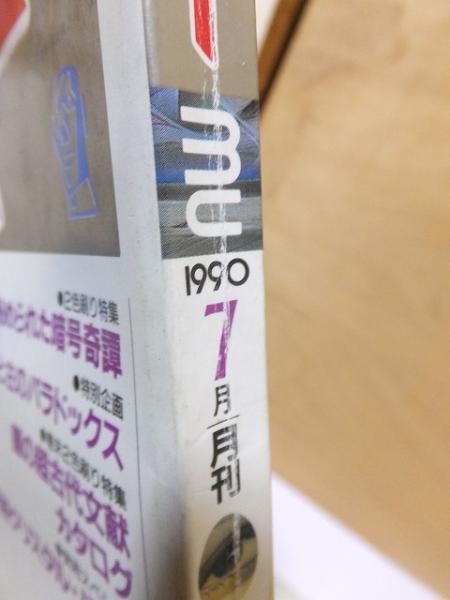 mu
1990
7
月
月刊
●2色刷り特集
められた暗号奇譚
●特別企画
左のパラドックス
2色刷り特集
古代文献
カタログ